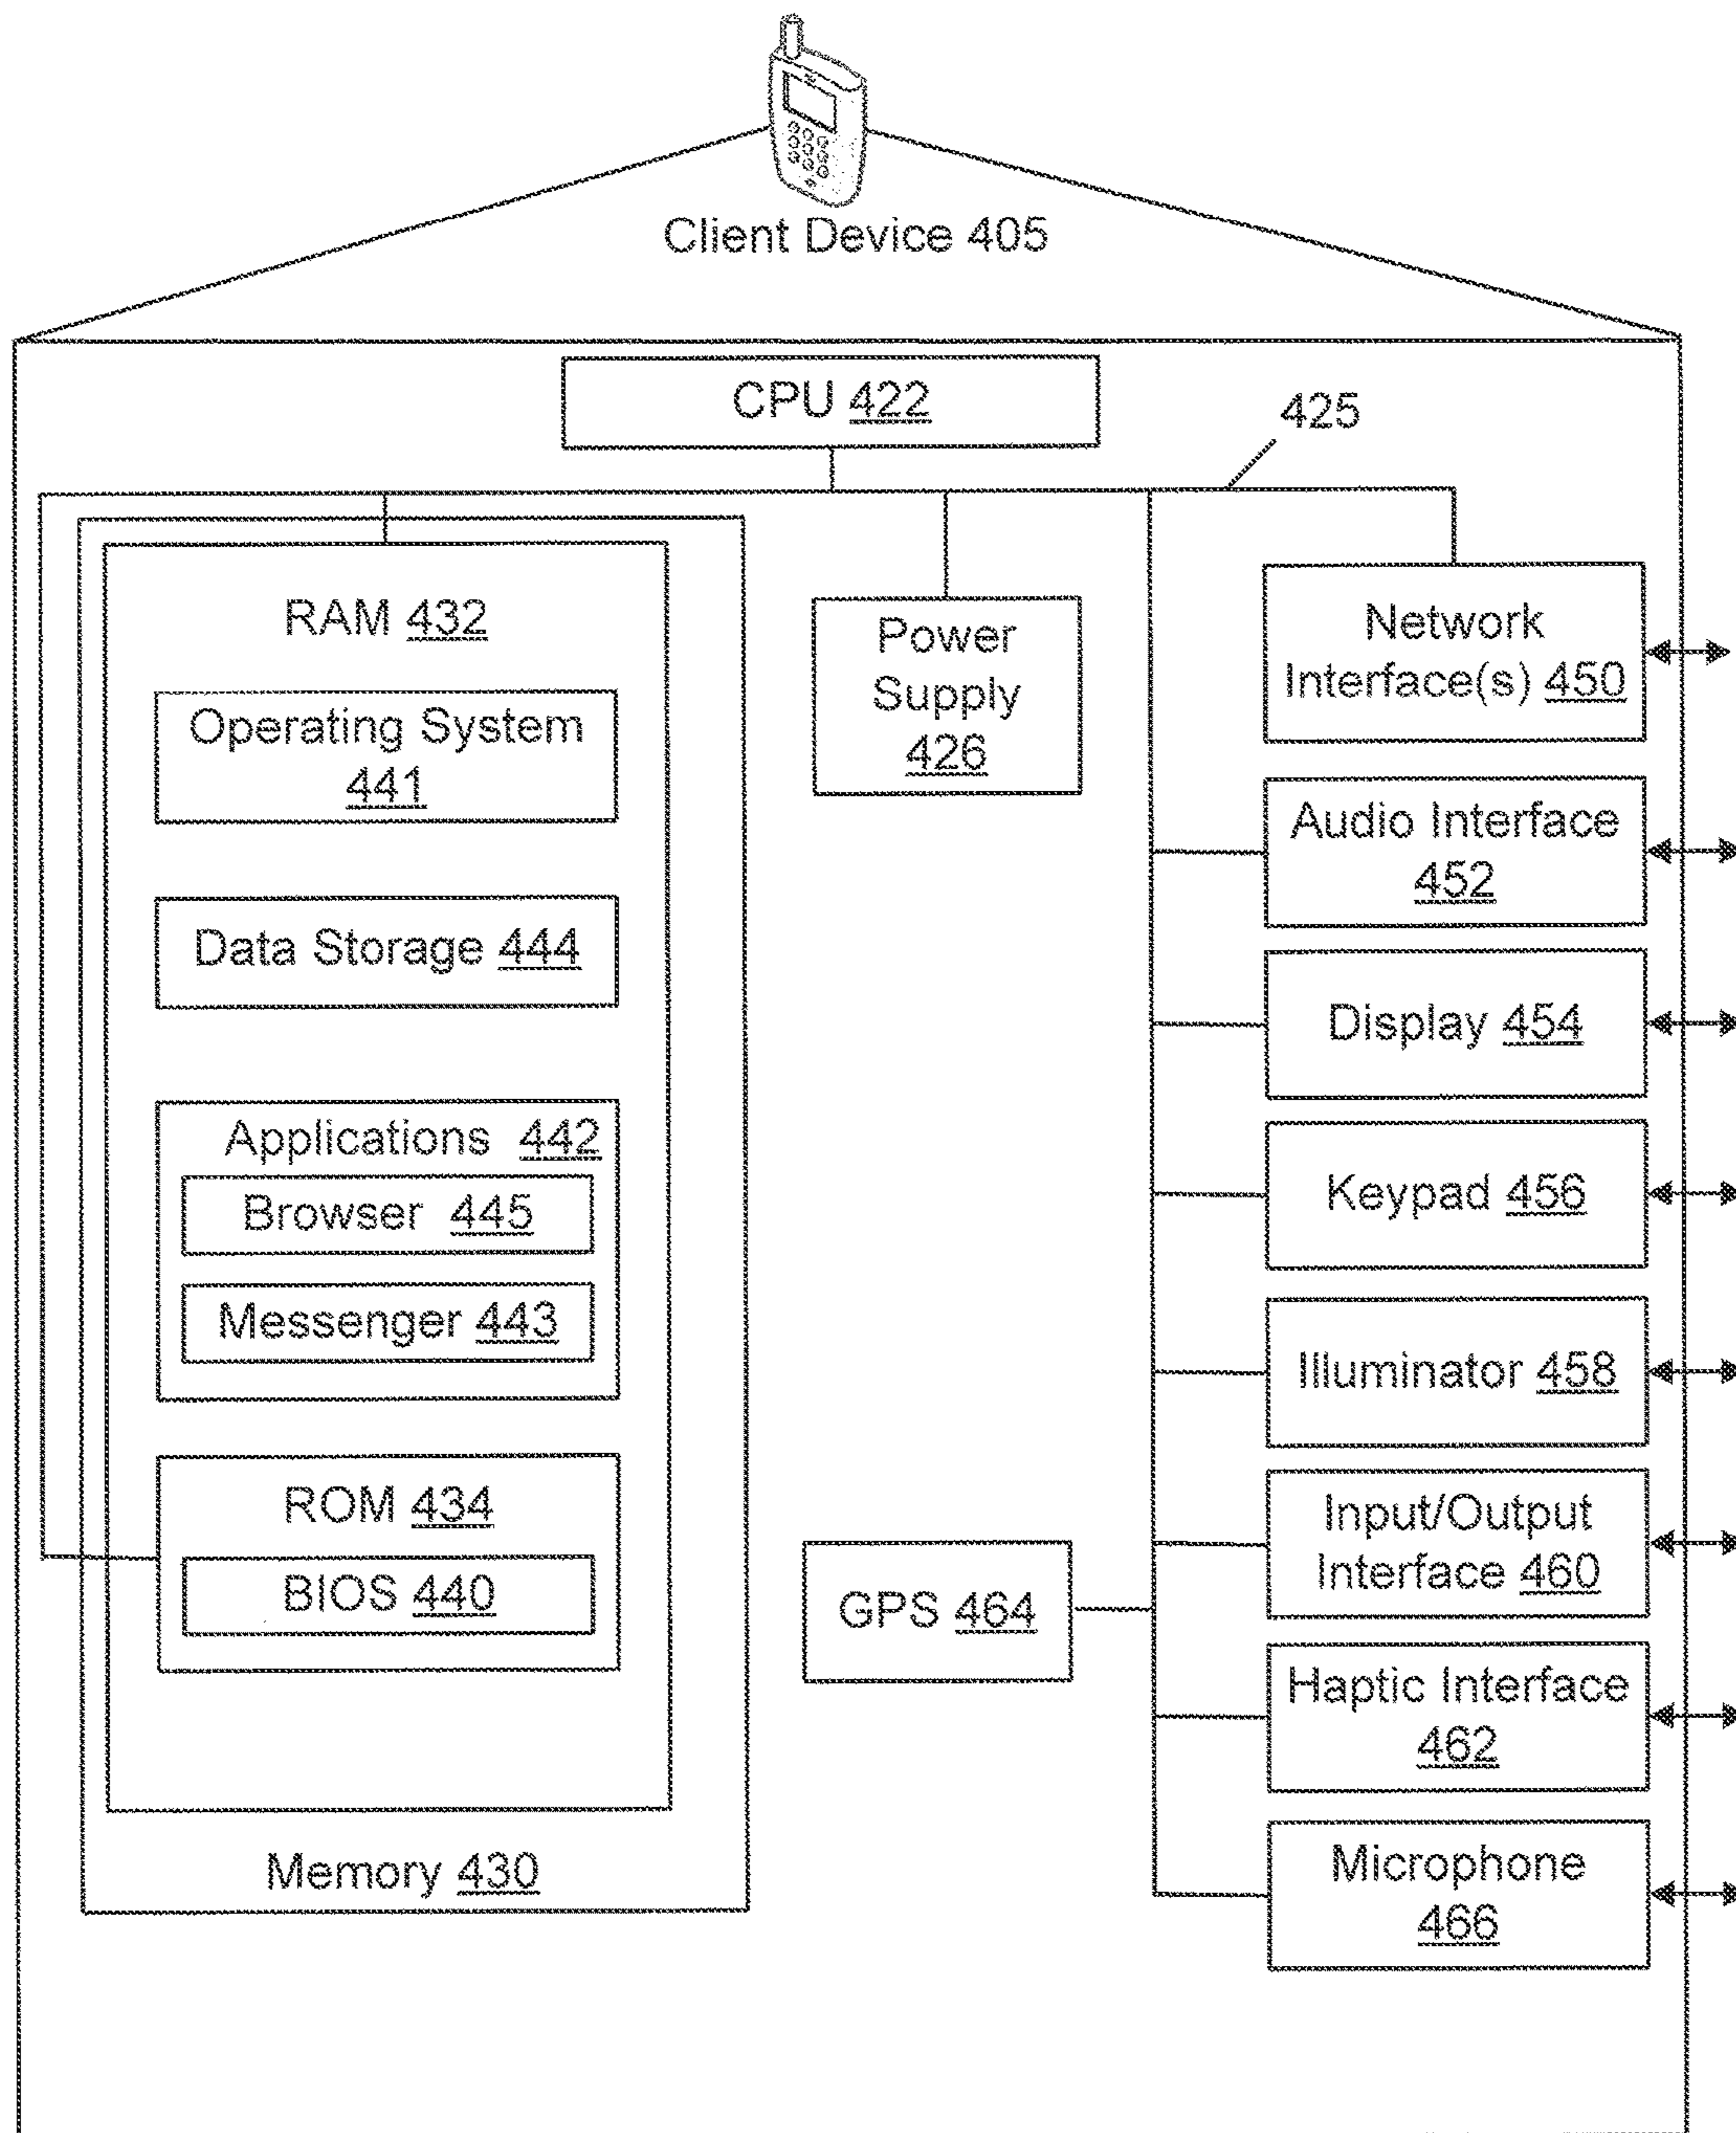 Client Device 405
CPU 422
425
RAM 432
Operating System
441
Data Storage 444
Applications 442
Browser 445
Messenger 443
ROM 434
BIOS 440
Memory 430
Power
Supply
426
GPS 464
Network
Interface(s) 450
Audio Interface
452
Display 454
Keypad 456
Illuminator 458
Input/Output
Interface 460
Haptic Interface
462
Microphone
466